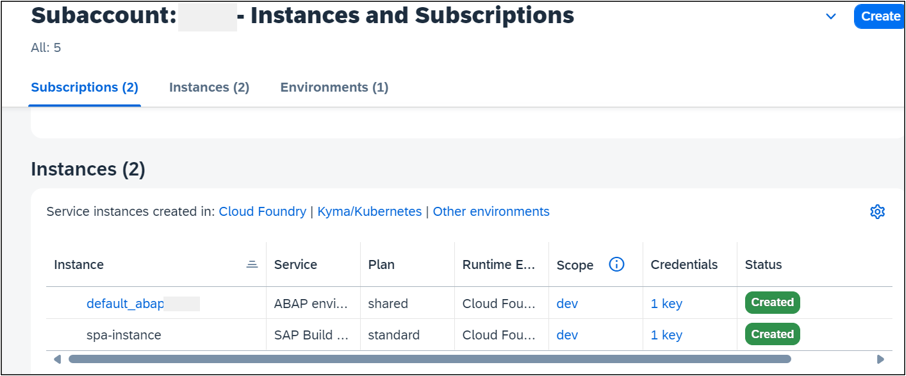 Subaccount: - Instances and Subscriptions
Create
All: 5
Subscriptions (2) Instances (2) Environments (1)
Instances (2)
Service instances created in: Cloud Foundry | Kyma/Kubernetes | Other environments
Instance Service Plan Runtime E... Scope Credentials Status
default_abap ABAP envi... shared Cloud Fou... dev 1 key Created
spa-instance SAP Build ... standard Cloud Fou... dev 1 key Created